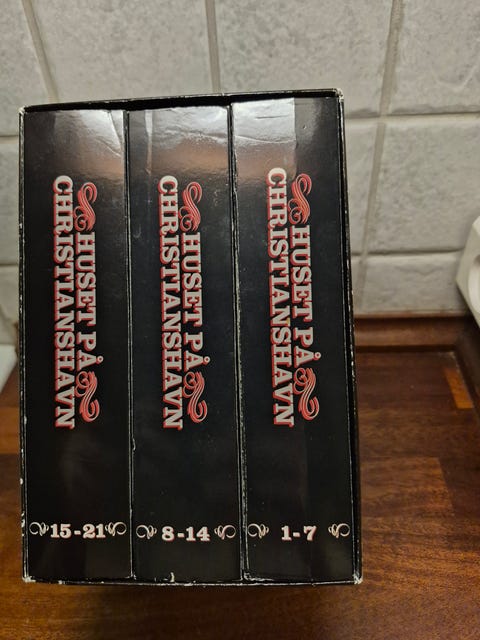 HUSET PÅ
CHRISTIANSHAVN
15-21
HUSET PÅ
CHRISTIANSHAVN
8-14
HUSET PÅ
CHRISTIANSHAVN
1-7